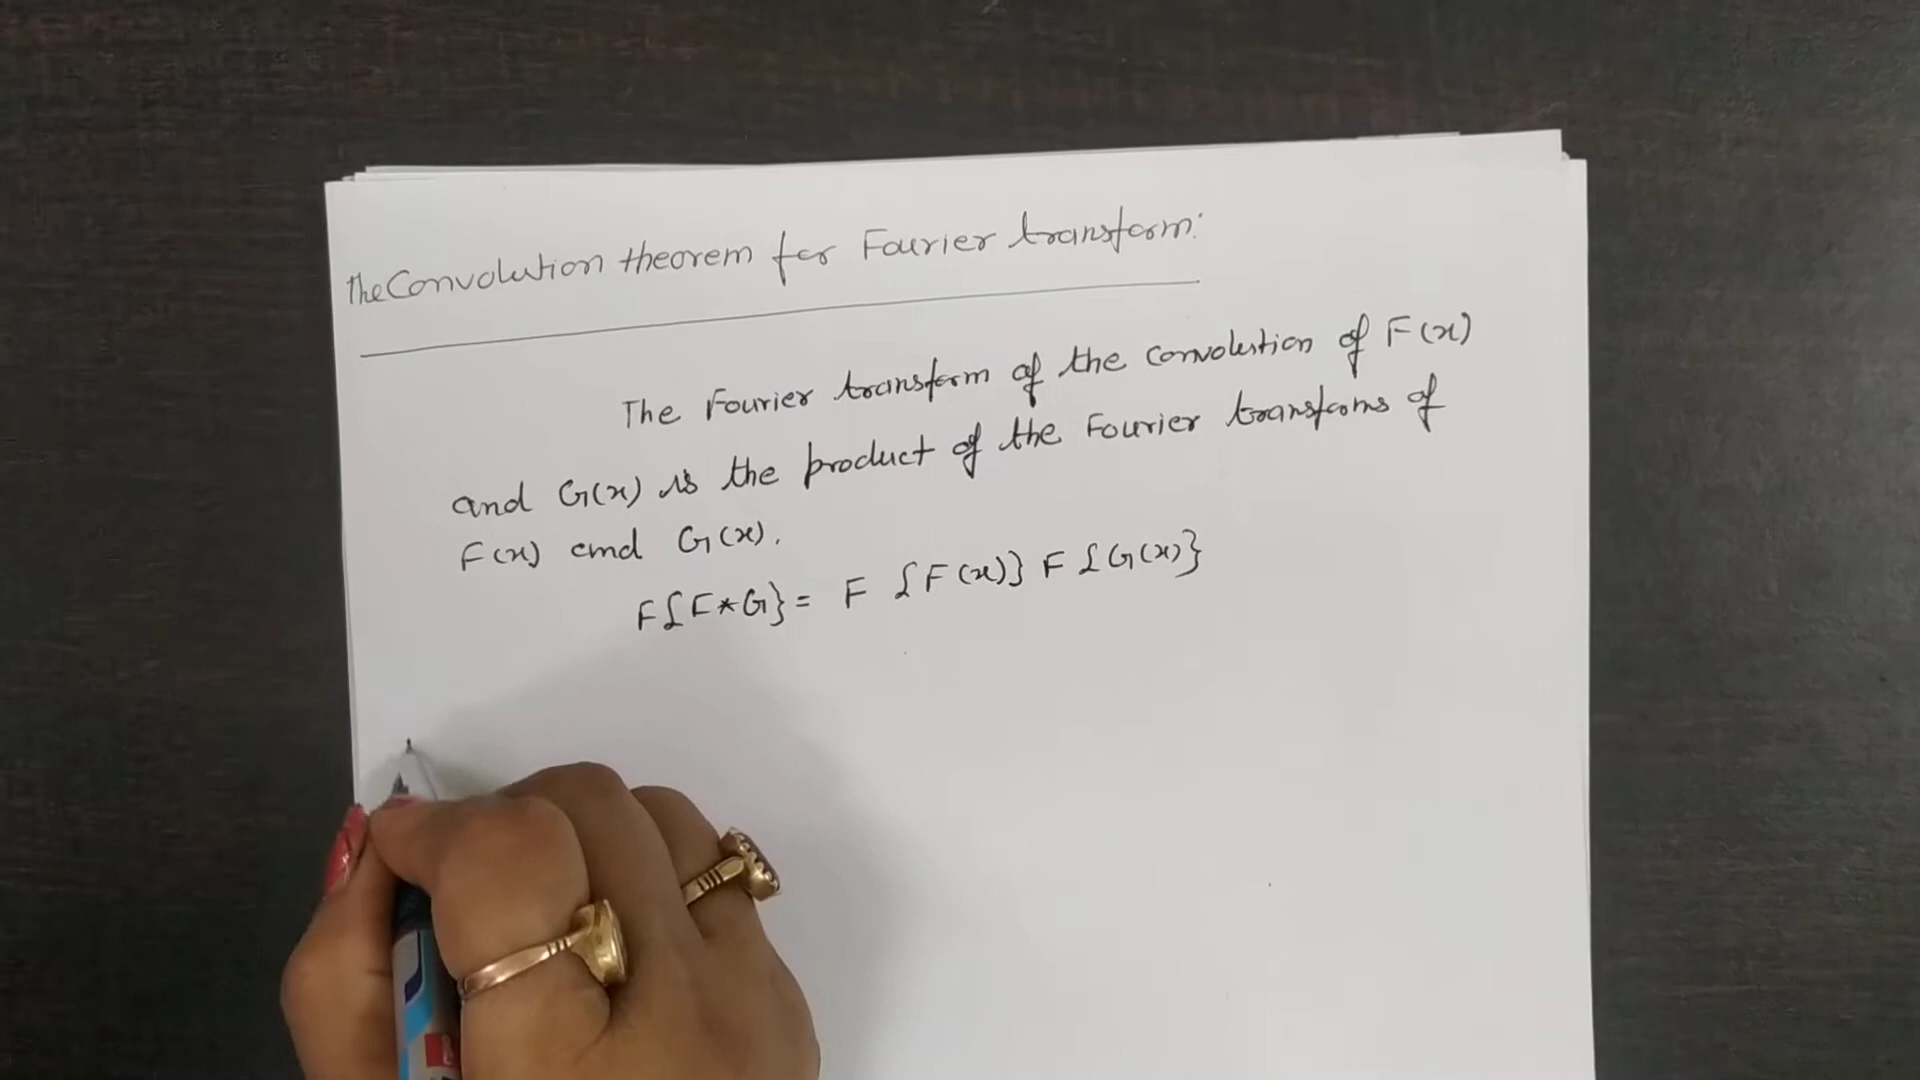 The Convolution theorem for Fourier transform:
The Fourier transform of the convolution of F(x)
and G(x) is the product of the Fourier transforms of
F(x) and G(x).
F{F*G} = F {F(x)} F {G(x)}